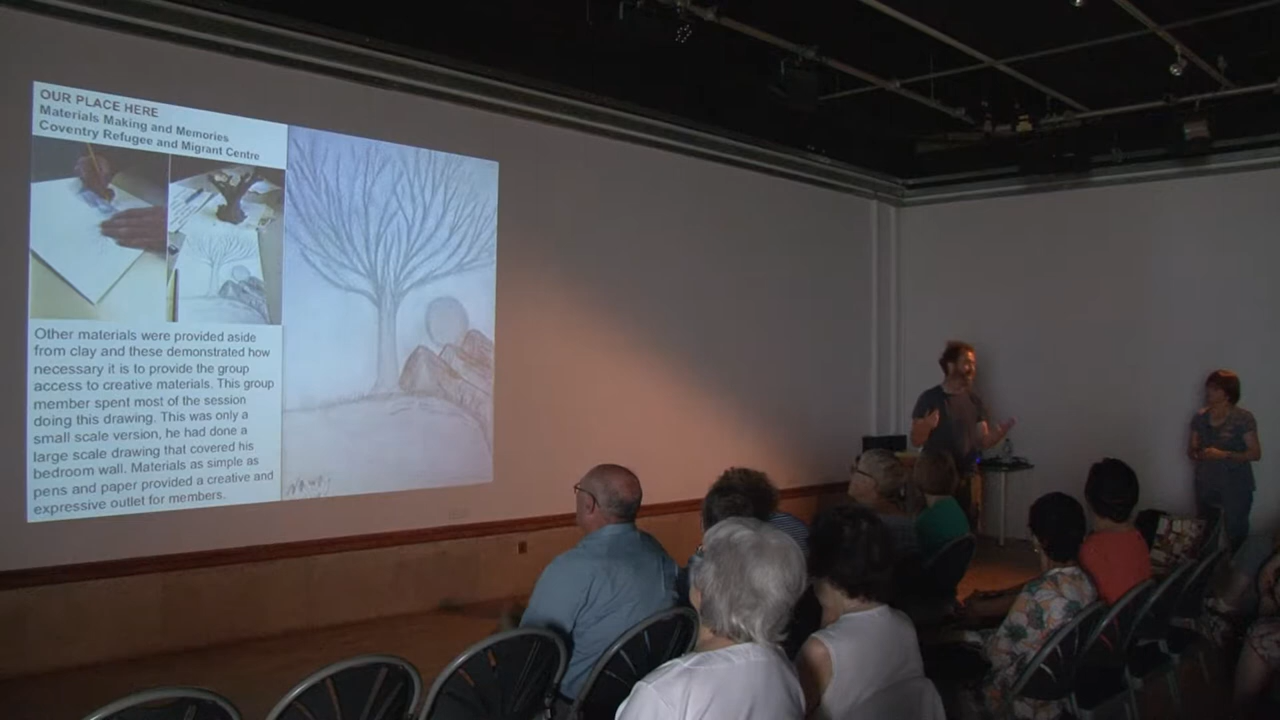 OUR PLACE HERE
Materials Making and Memories
Coventry Refugee and Migrant Centre
Other materials were provided aside
from clay and these demonstrated how
necessary it is to provide the group
access to creative materials. This group
member spent most of the session
doing this drawing. This was only a
small scale version, he had done a
large scale drawing that covered his
bedroom wall. Materials as simple as
pens and paper provided a creative and
expressive outlet for members.